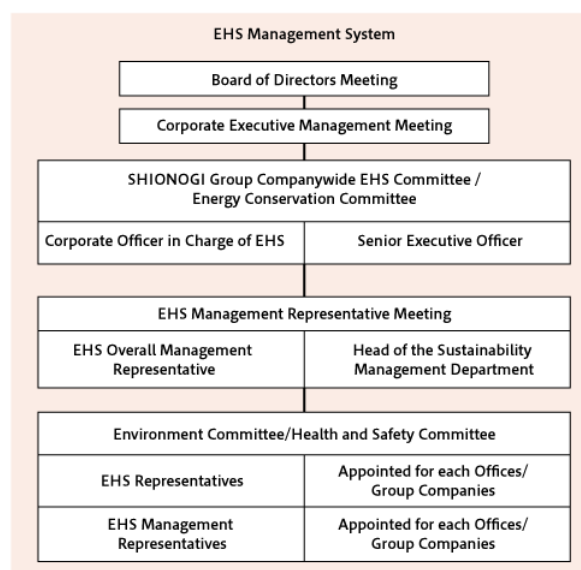 EHS Management System
Board of Directors Meeting
Corporate Executive Management Meeting
SHIONOGI Group Companywide EHS Committee /
Energy Conservation Committee
Corporate Officer in Charge of EHS
Senior Executive Officer
EHS Management Representative Meeting
EHS Overall Management
Representative
Head of the Sustainability
Management Department
Environment Committee/Health and Safety Committee
EHS Representatives
Appointed for each Offices/
Group Companies
EHS Management
Representatives
Appointed for each Offices/
Group Companies